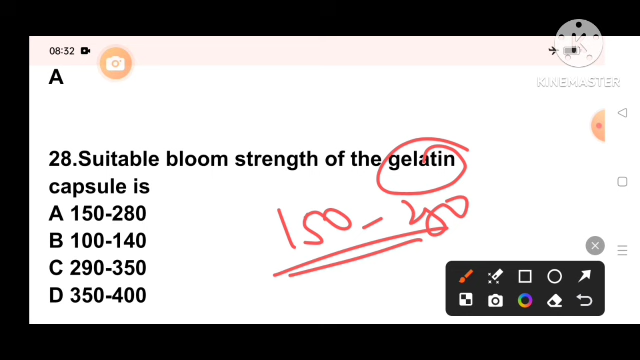 08:32
KINEMASTER
A
28.Suitable bloom strength of the gelatin
capsule is
A 150-280
150-280
B 100-140
C 290-350
D 350-400